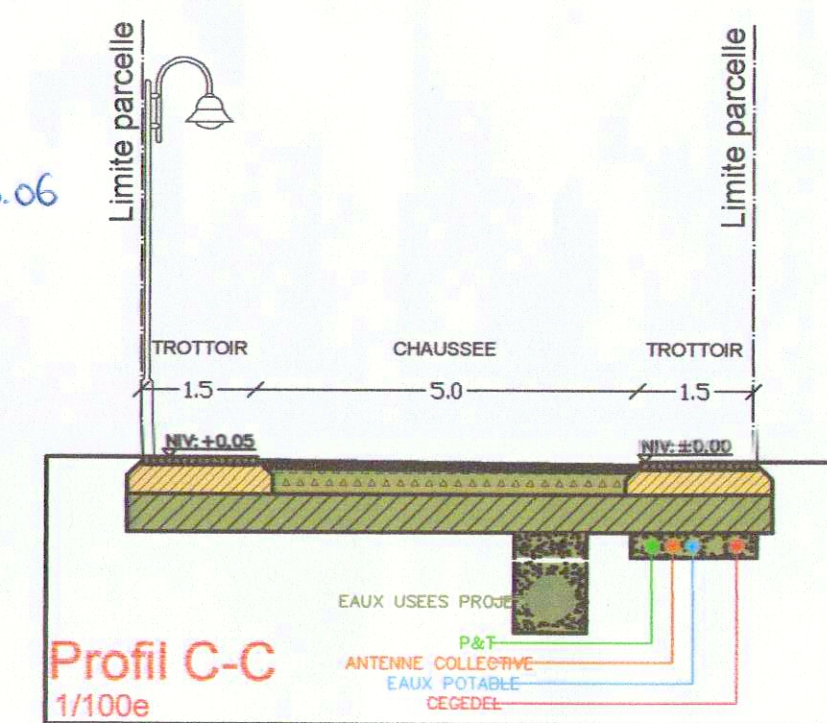 Limite parcelle
Limite parcelle
.06
TROTTOIR CHAUSSEE TROTTOIR
1.5 5.0 1.5
NIV: +0.05 NIV: ±0.00
EAUX USEES PROJE
P&T
ANTENNE COLLECTIVE
EAUX POTABLE
CEGEDEL
Profil C-C
1/100e